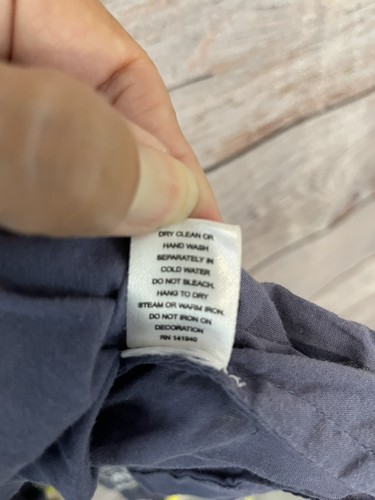 DRY CLEAN OR
HAND WASH
SEPARATELY IN
COLD WATER
DO NOT BLEACH.
HANG TO DRY
STEAM OR WARM IRON.
DO NOT IRON ON
DECORATION
RN 141940